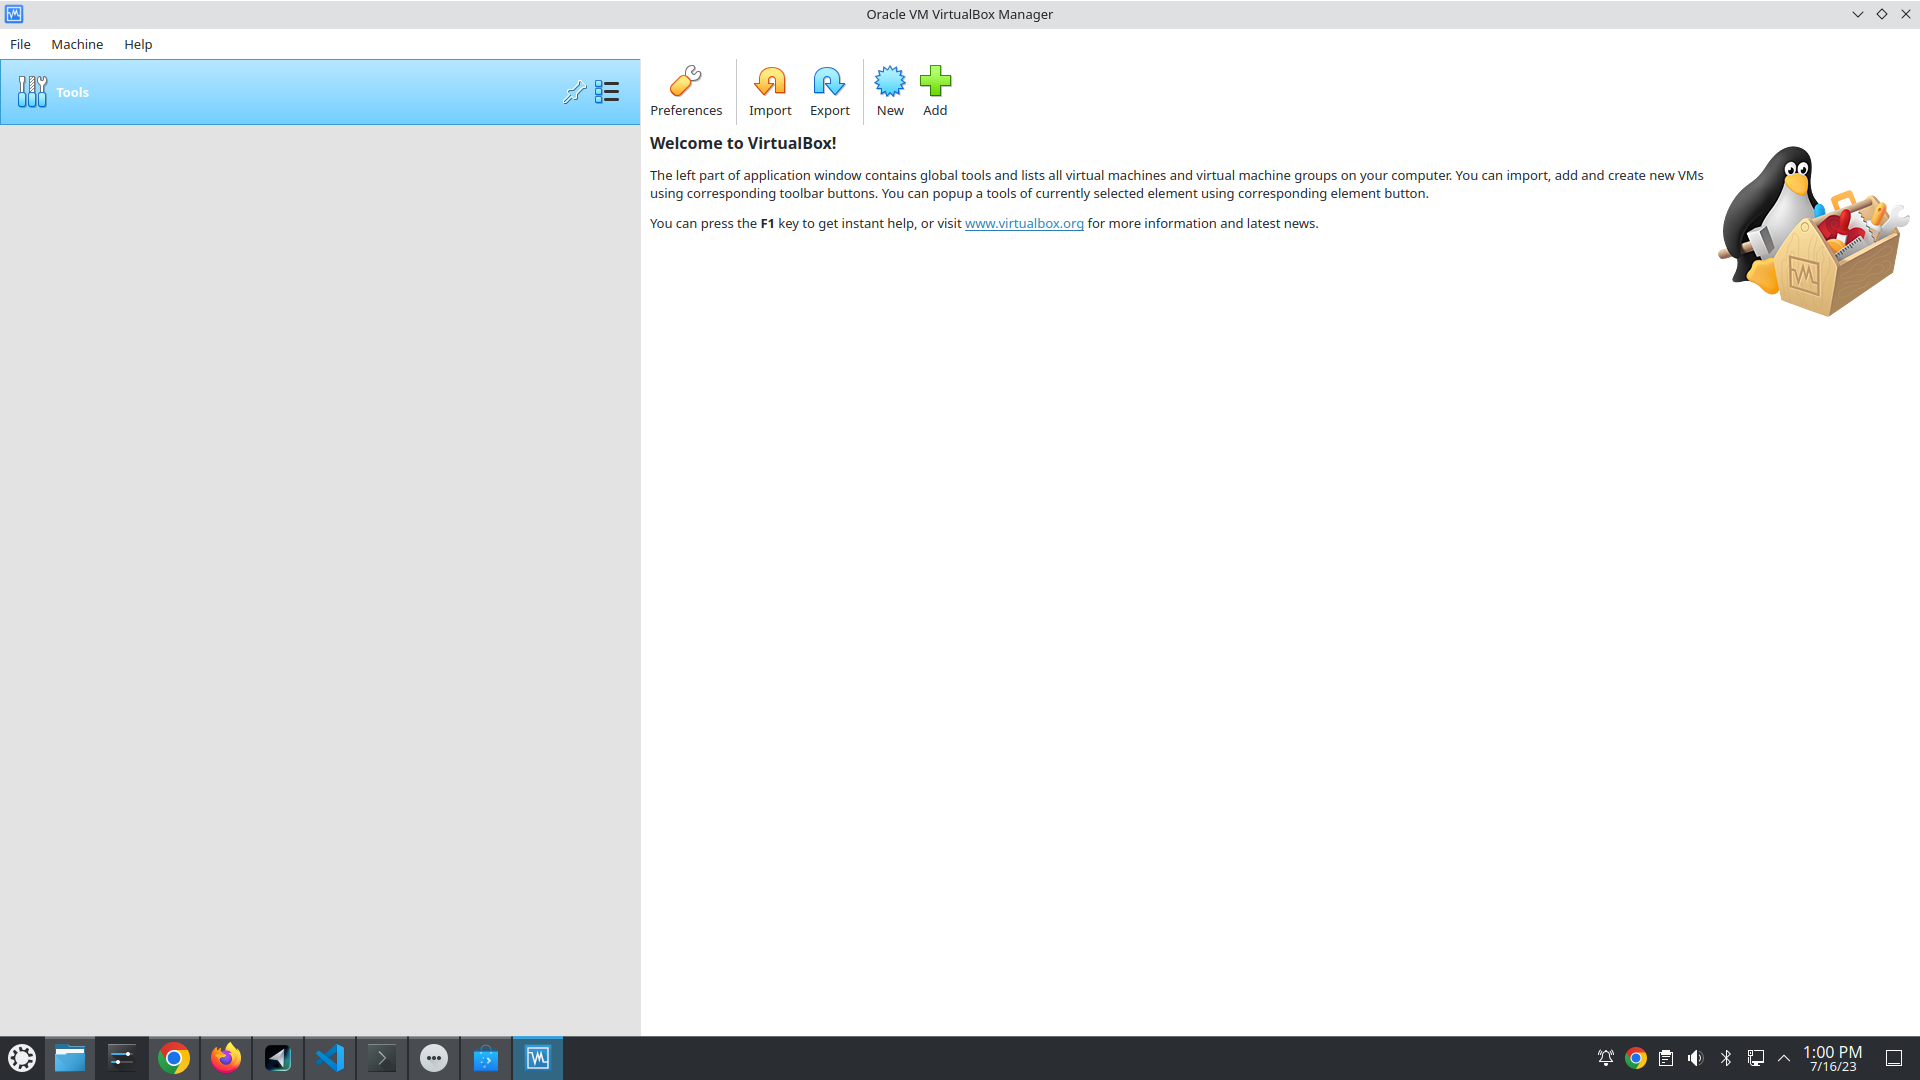 Oracle VM VirtualBox Manager
File Machine Help
Tools
Preferences Import Export New Add
Welcome to VirtualBox!
The left part of application window contains global tools and lists all virtual machines and virtual machine groups on your computer. You can import, add and create new VMs
using corresponding toolbar buttons. You can popup a tools of currently selected element using corresponding element button.
You can press the F1 key to get instant help, or visit www.virtualbox.org for more information and latest news.
1:00 PM
7/16/23